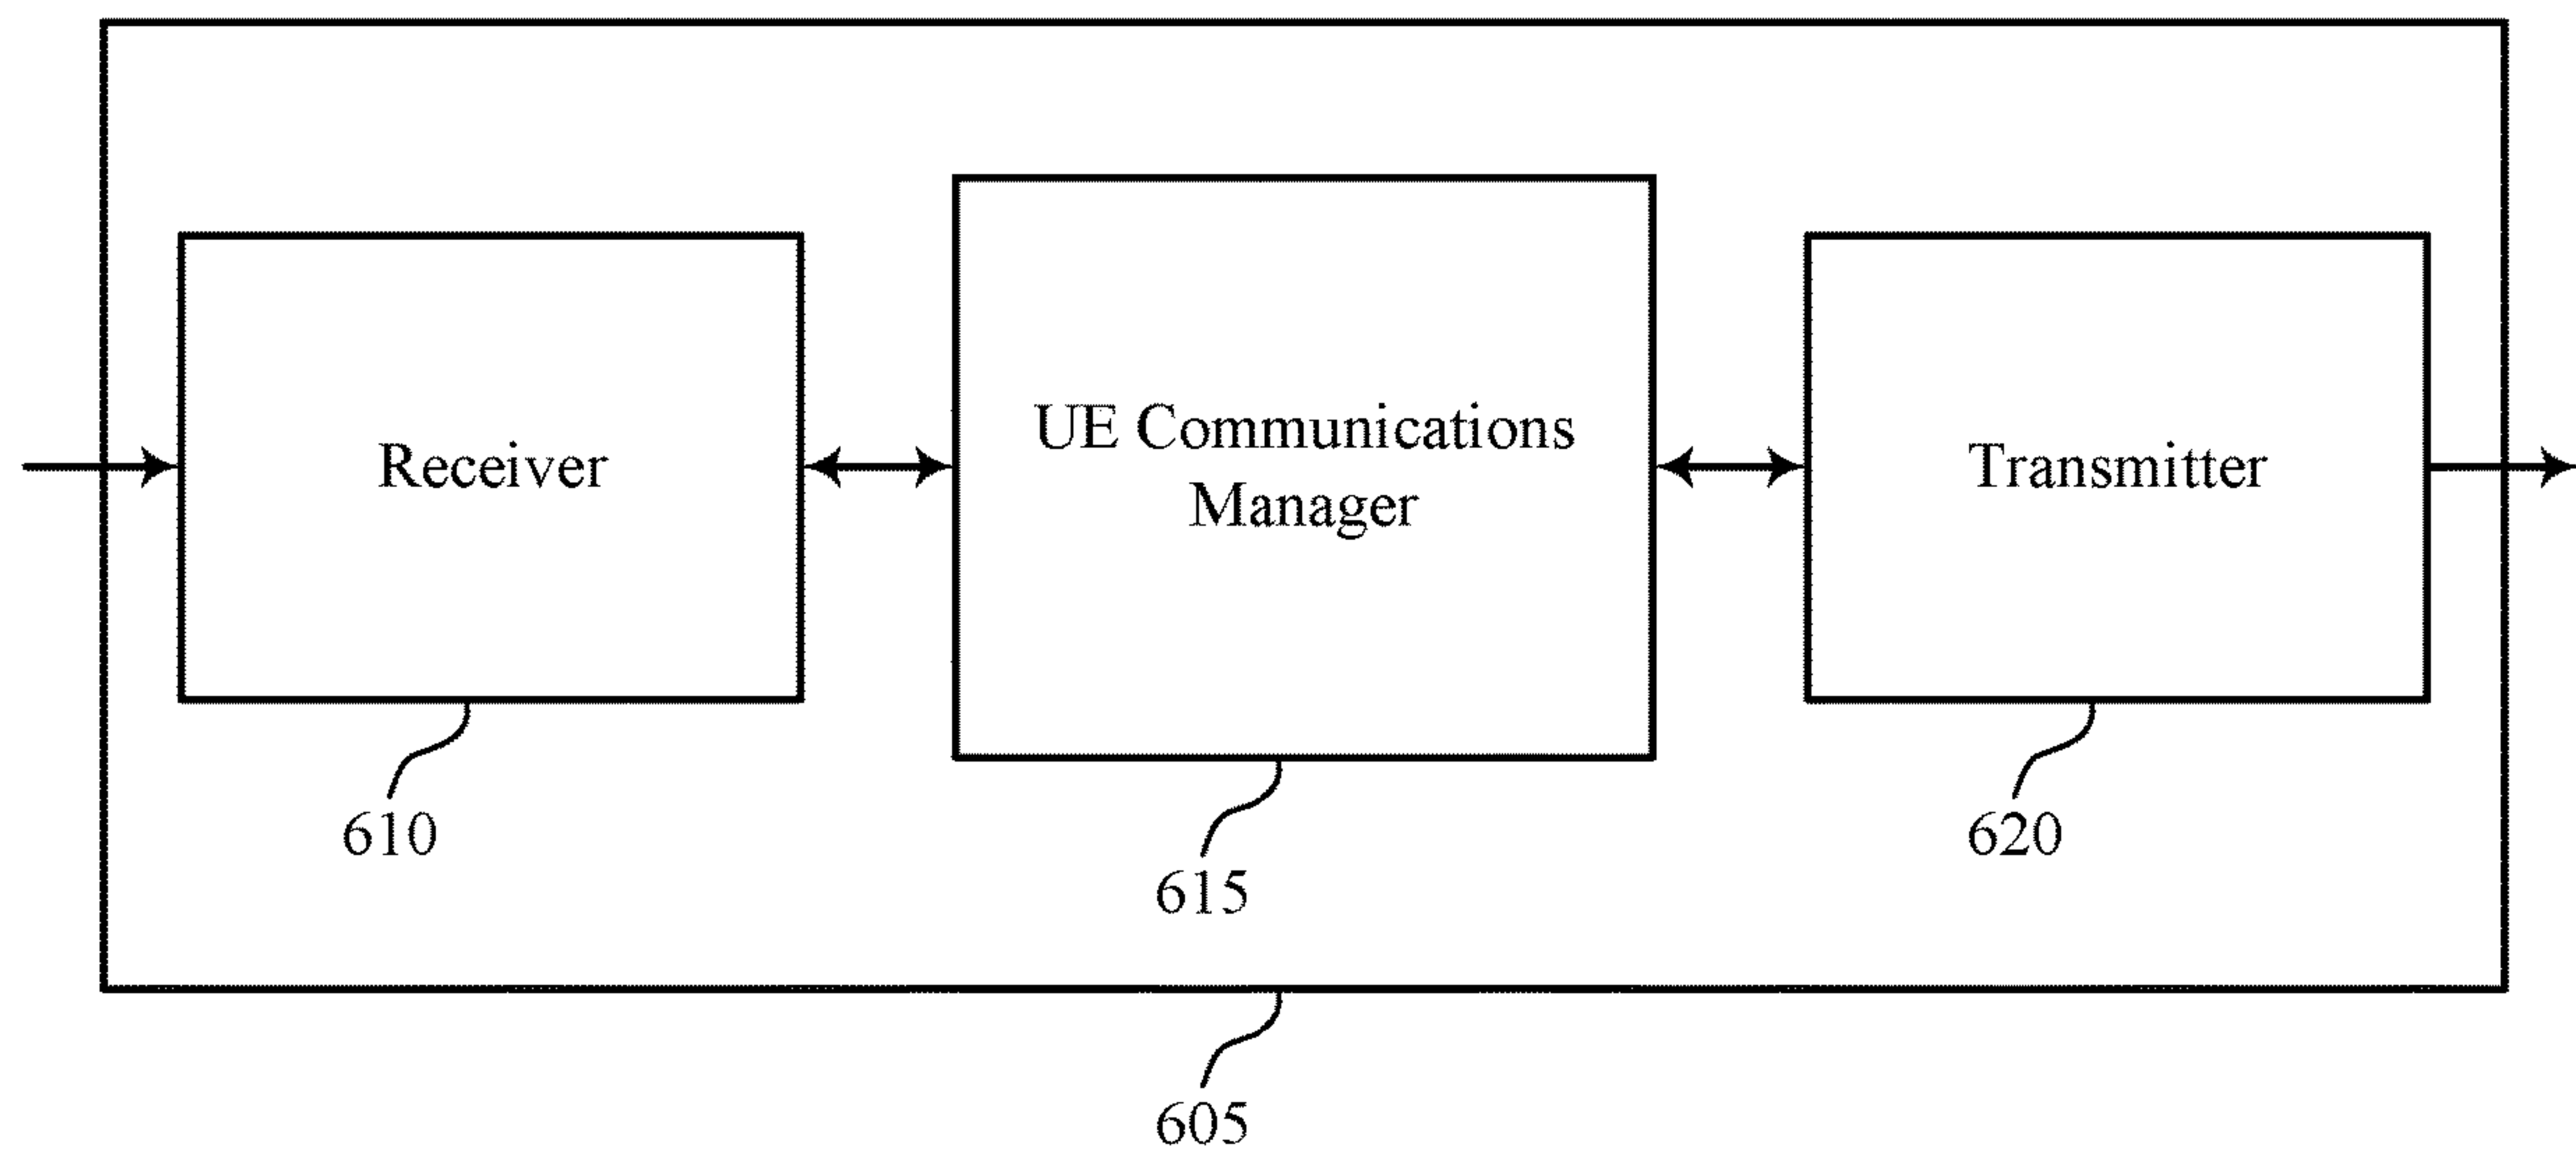 Receiver
UE Communications
Manager
Transmitter
610
615
620
605